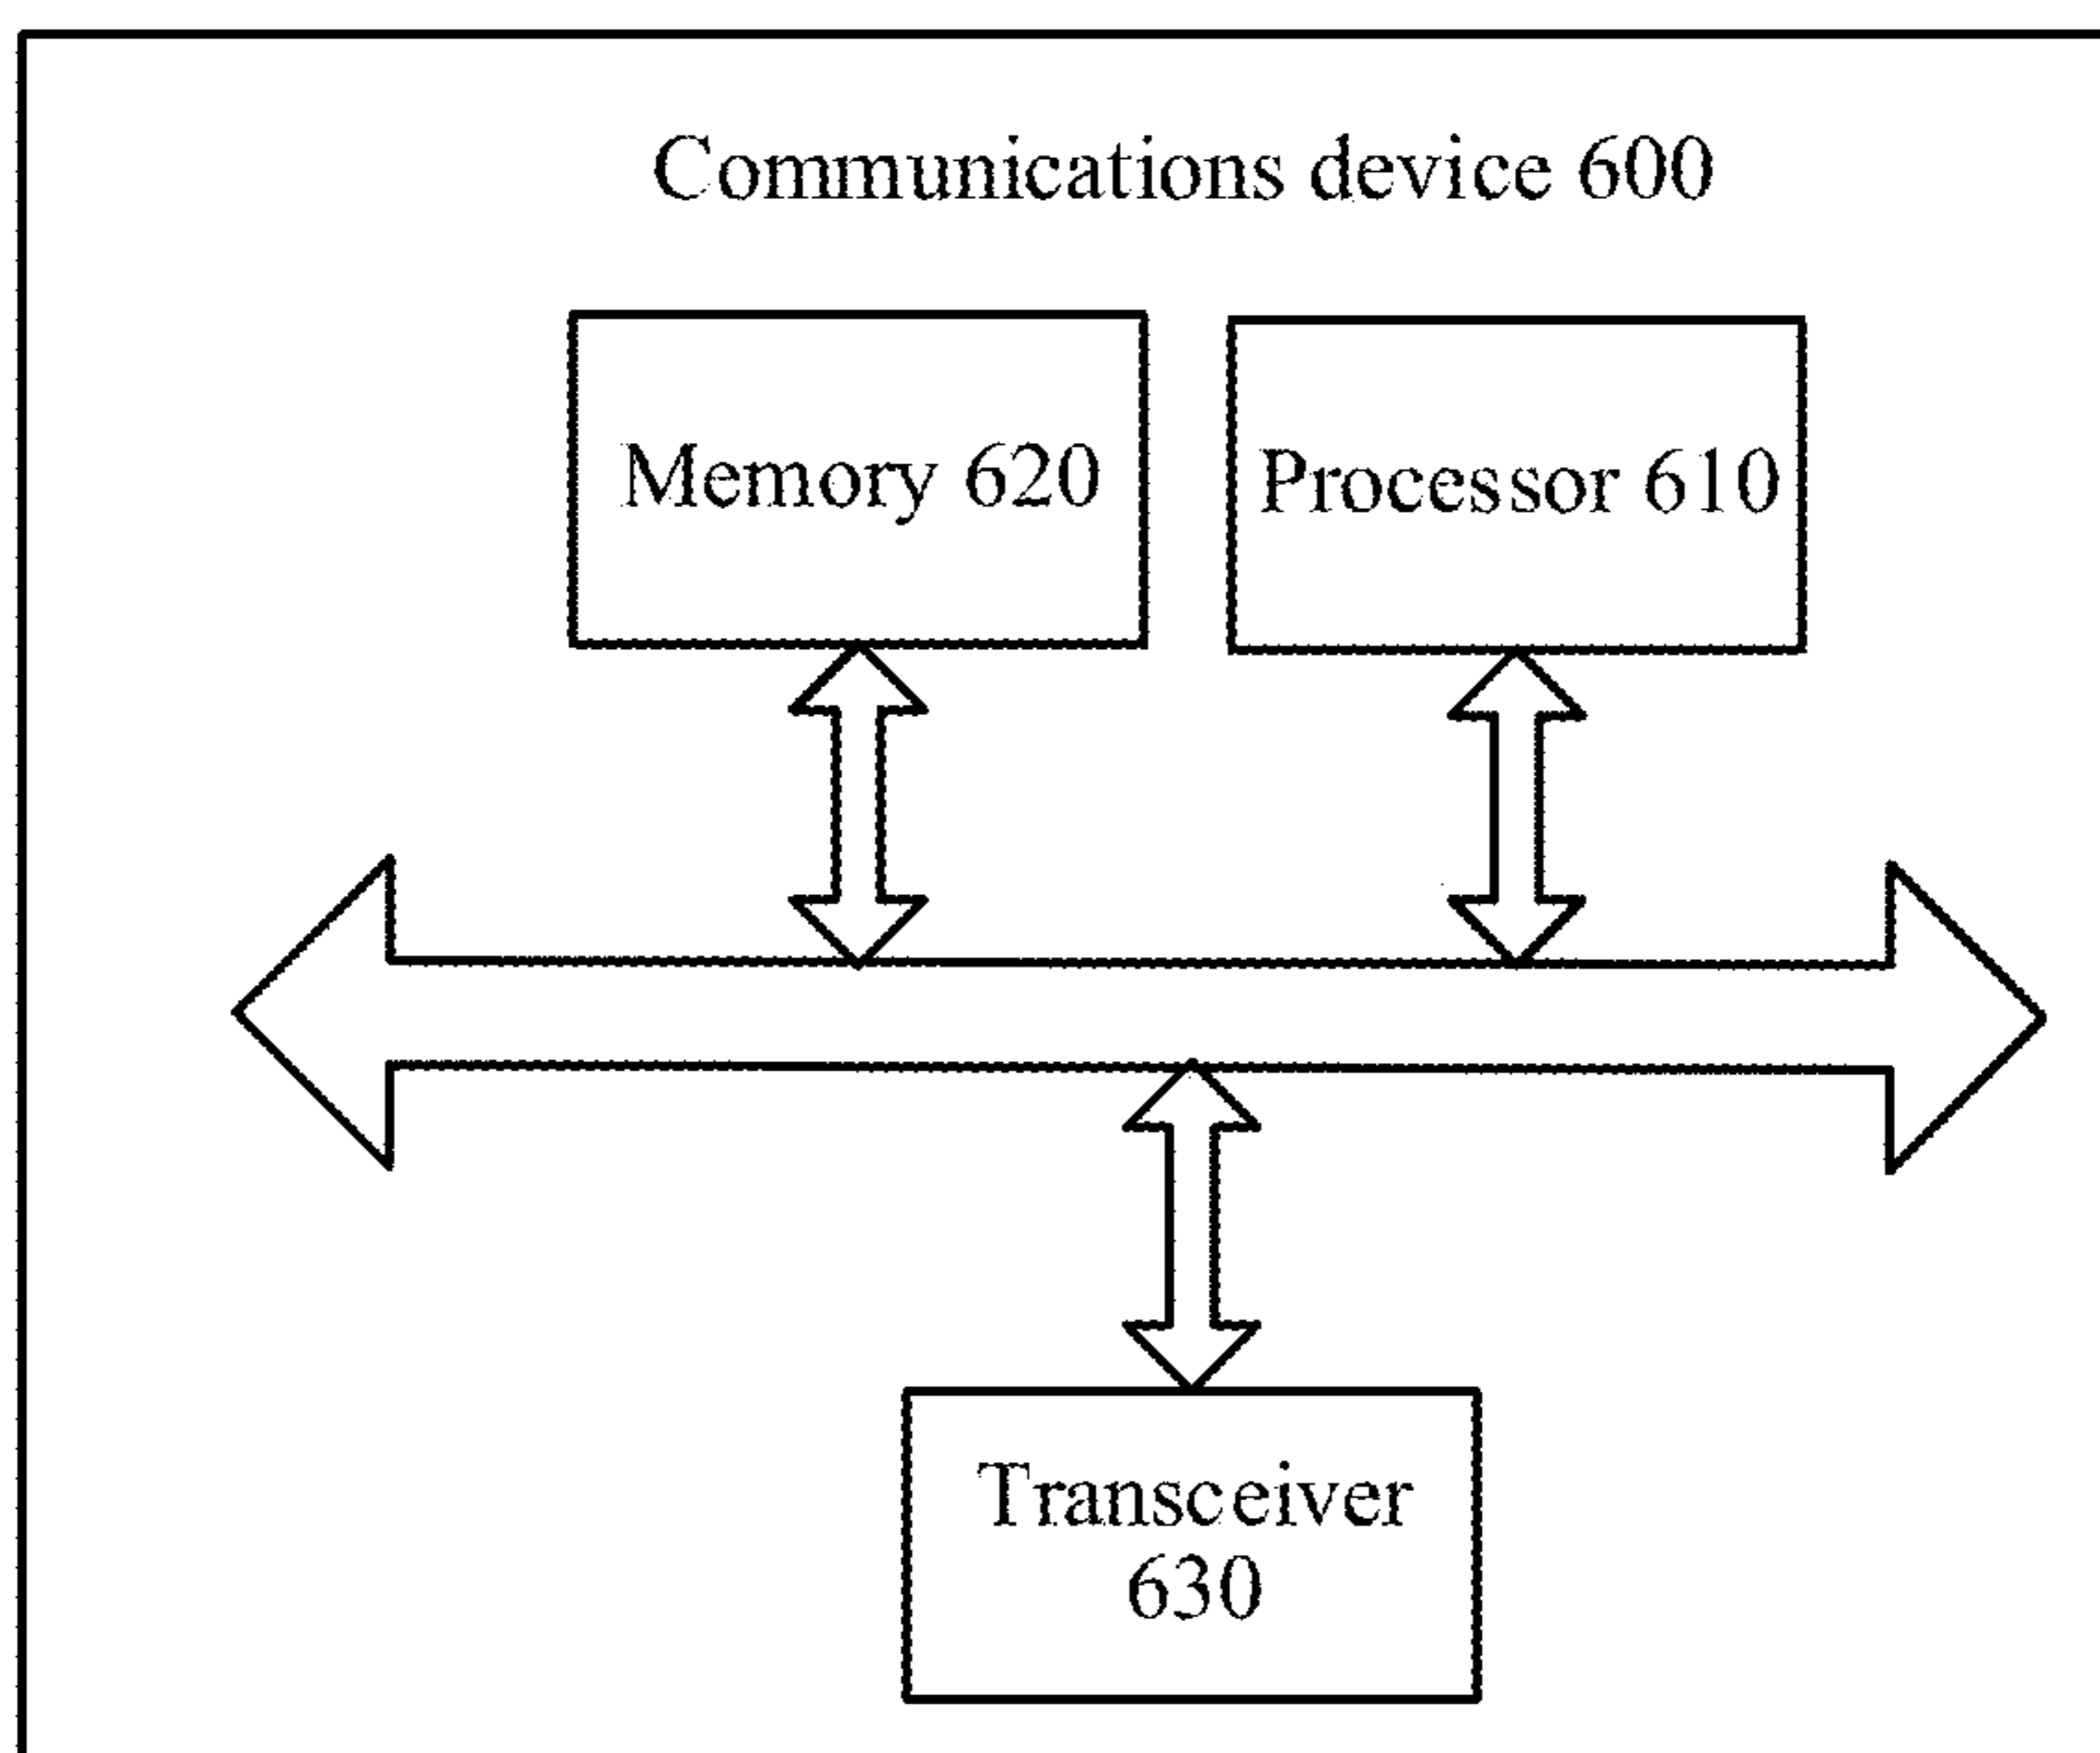 Communications device 600
Memory 620
Processor 610
Transceiver
630